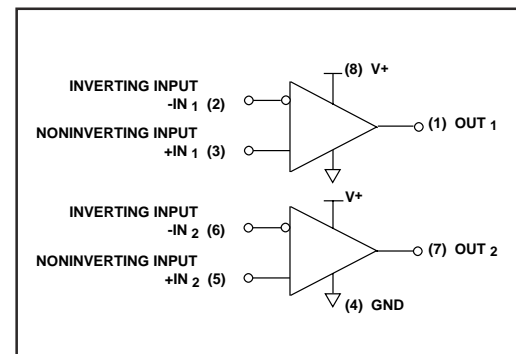 (8) V+
INVERTING INPUT
-IN 1 (2)
(1) OUT 1
NONINVERTING INPUT
+IN 1 (3)
V+
INVERTING INPUT
-IN 2 (6)
(7) OUT 2
NONINVERTING INPUT
+IN 2 (5)
(4) GND